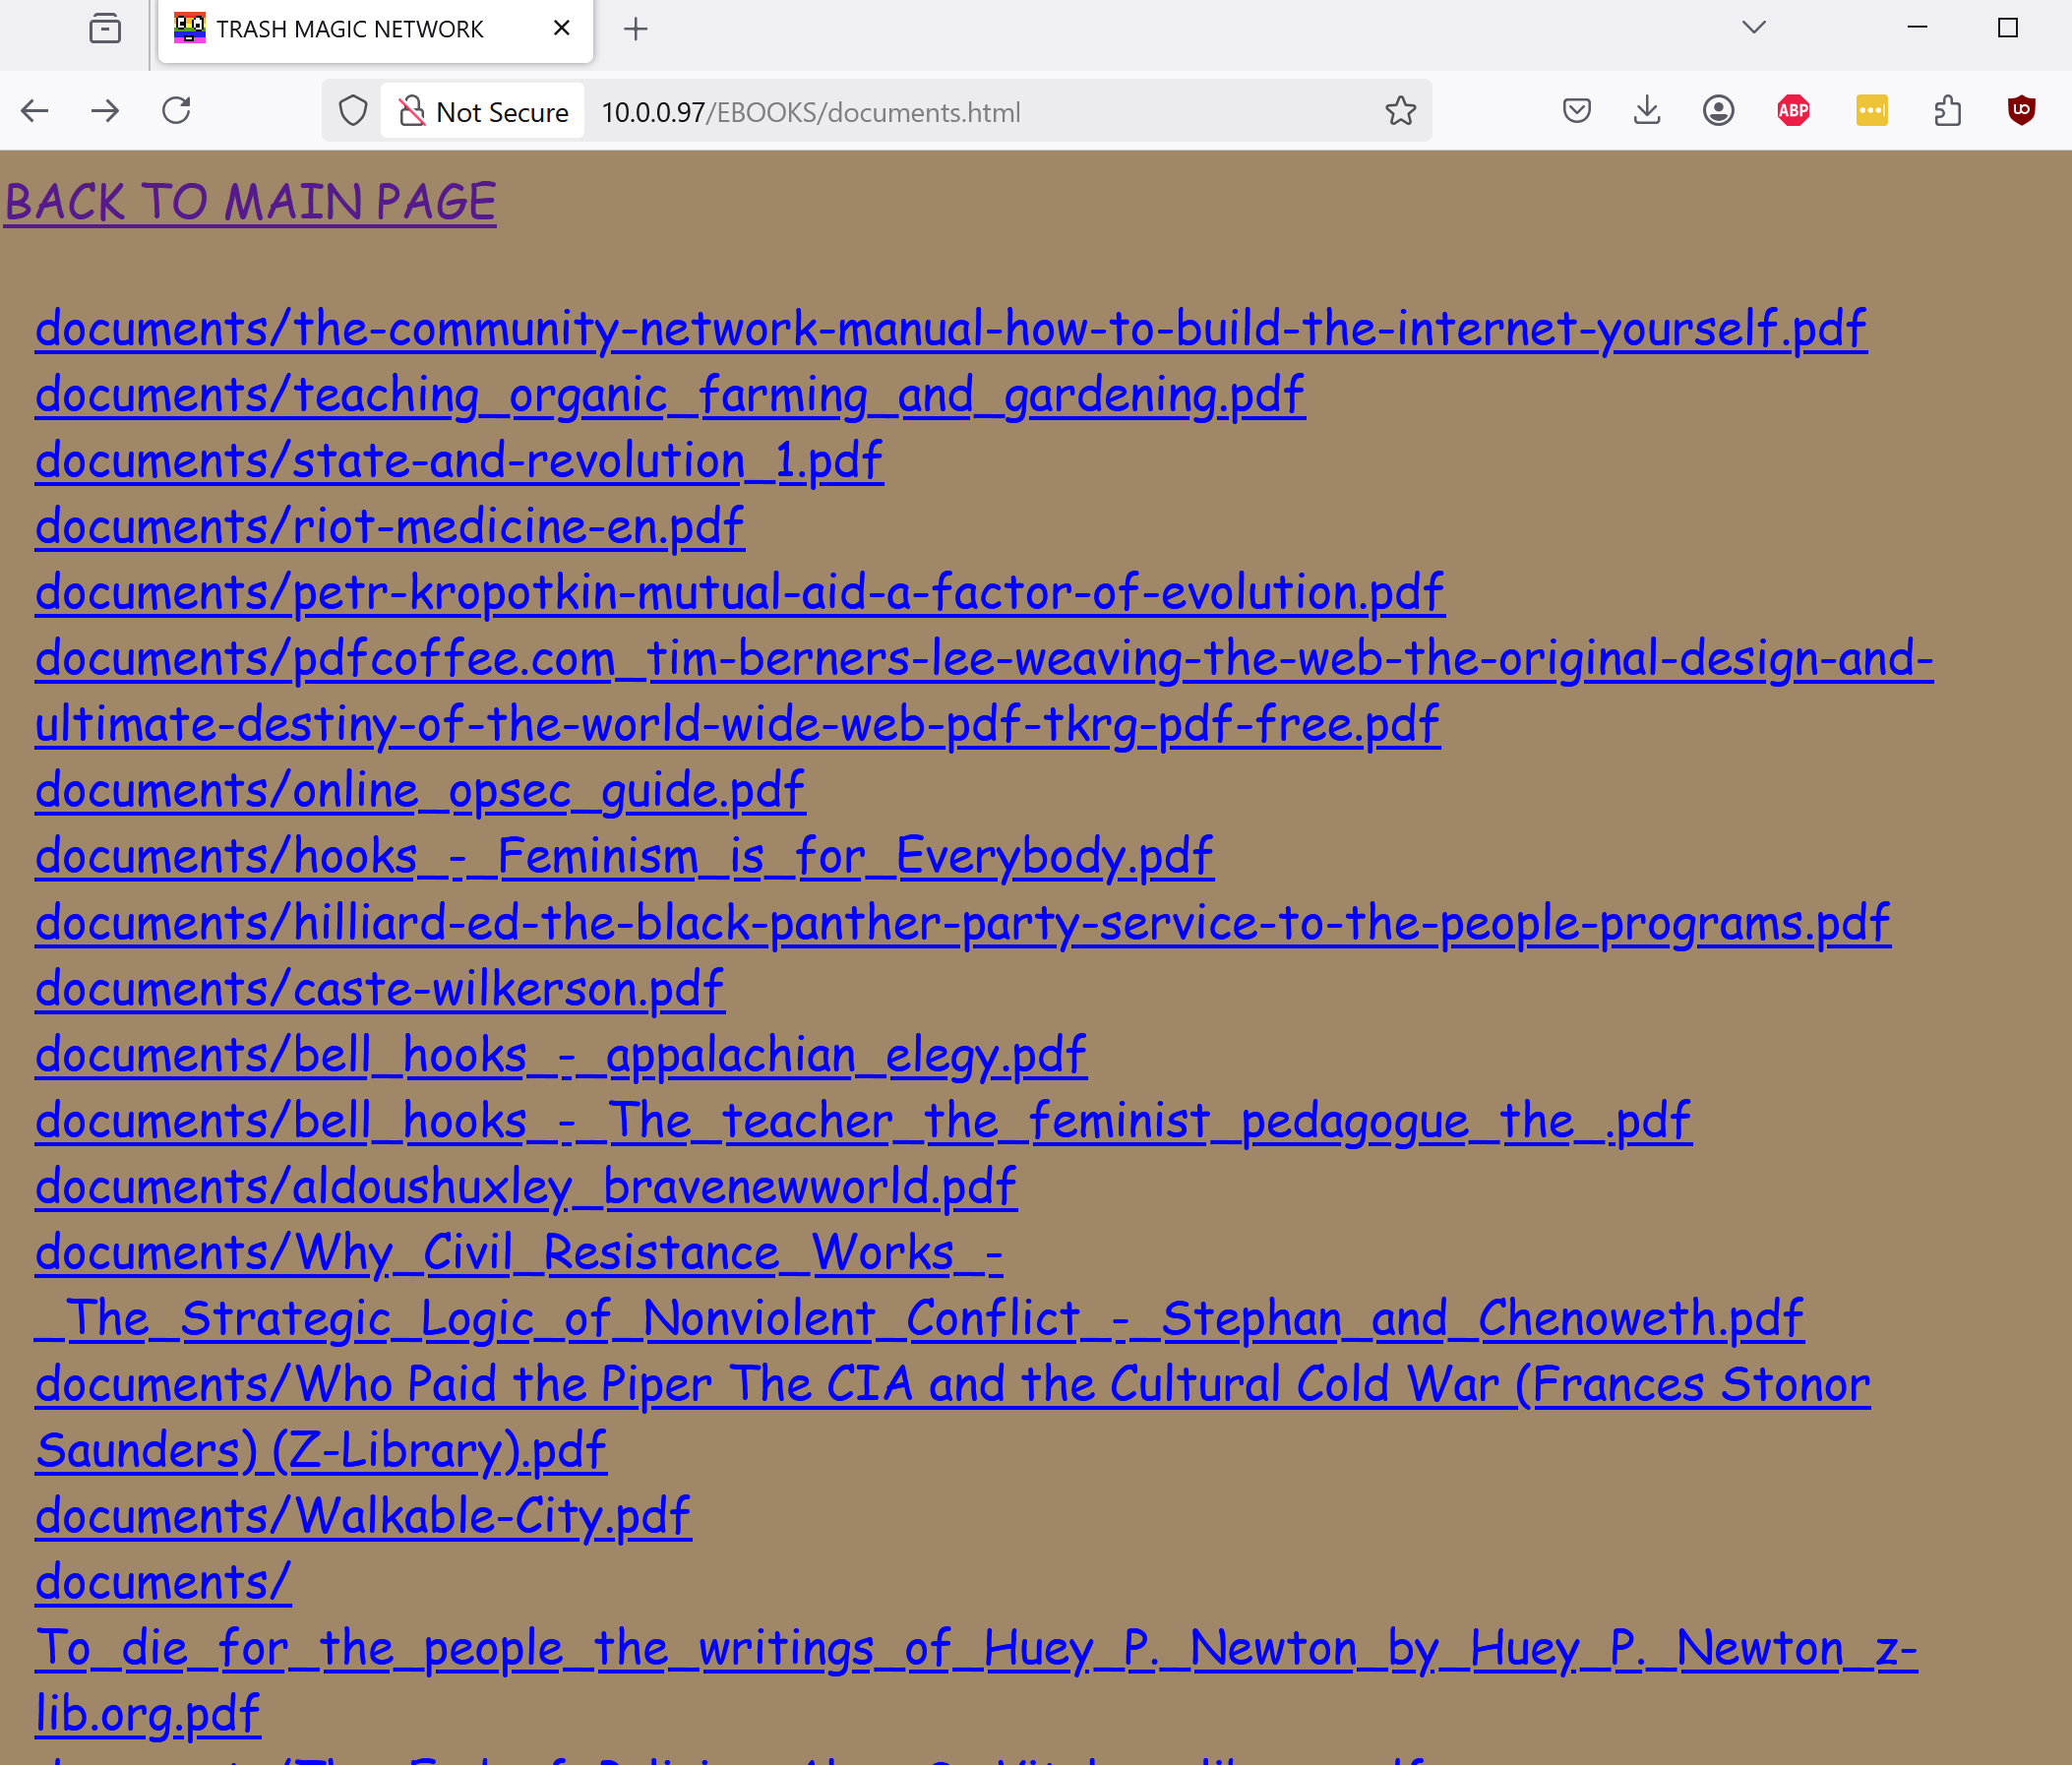 TRASH MAGIC NETWORK
Not Secure 10.0.0.97/EBOOKS/documents.html
ABP
BACK TO MAIN PAGE
documents/the-community-network-manual-how-to-build-the-internet-yourself.pdf
documents/teaching_organic_farming_and_gardening.pdf
documents/state-and-revolution_1.pdf
documents/riot-medicine-en.pdf
documents/petr-kropotkin-mutual-aid-a-factor-of-evolution.pdf
documents/pdfcoffee.com_tim-berners-lee-weaving-the-web-the-original-design-and-
ultimate-destiny-of-the-world-wide-web-pdf-tkrg-pdf-free.pdf
documents/online_opsec_guide.pdf
documents/hooks_-_Feminism_is_for_Everybody.pdf
documents/hilliard-ed-the-black-panther-party-service-to-the-people-programs.pdf
documents/caste-wilkerson.pdf
documents/bell_hooks_-_appalachian_elegy.pdf
documents/bell_hooks_-_The_teacher_the_feminist_pedagogue_the_.pdf
documents/aldoushuxley_bravenewworld.pdf
documents/Why_Civil_Resistance_Works_-
_The_Strategic_Logic_of_Nonviolent_Conflict_-_Stephan_and_Chenoweth.pdf
documents/Who Paid the Piper The CIA and the Cultural Cold War (Frances Stonor
Saunders) (Z-Library).pdf
documents/Walkable-City.pdf
documents/
To_die_for_the_people_the_writings_of_Huey_P._Newton_by_Huey_P._Newton_z-
lib.org.pdf